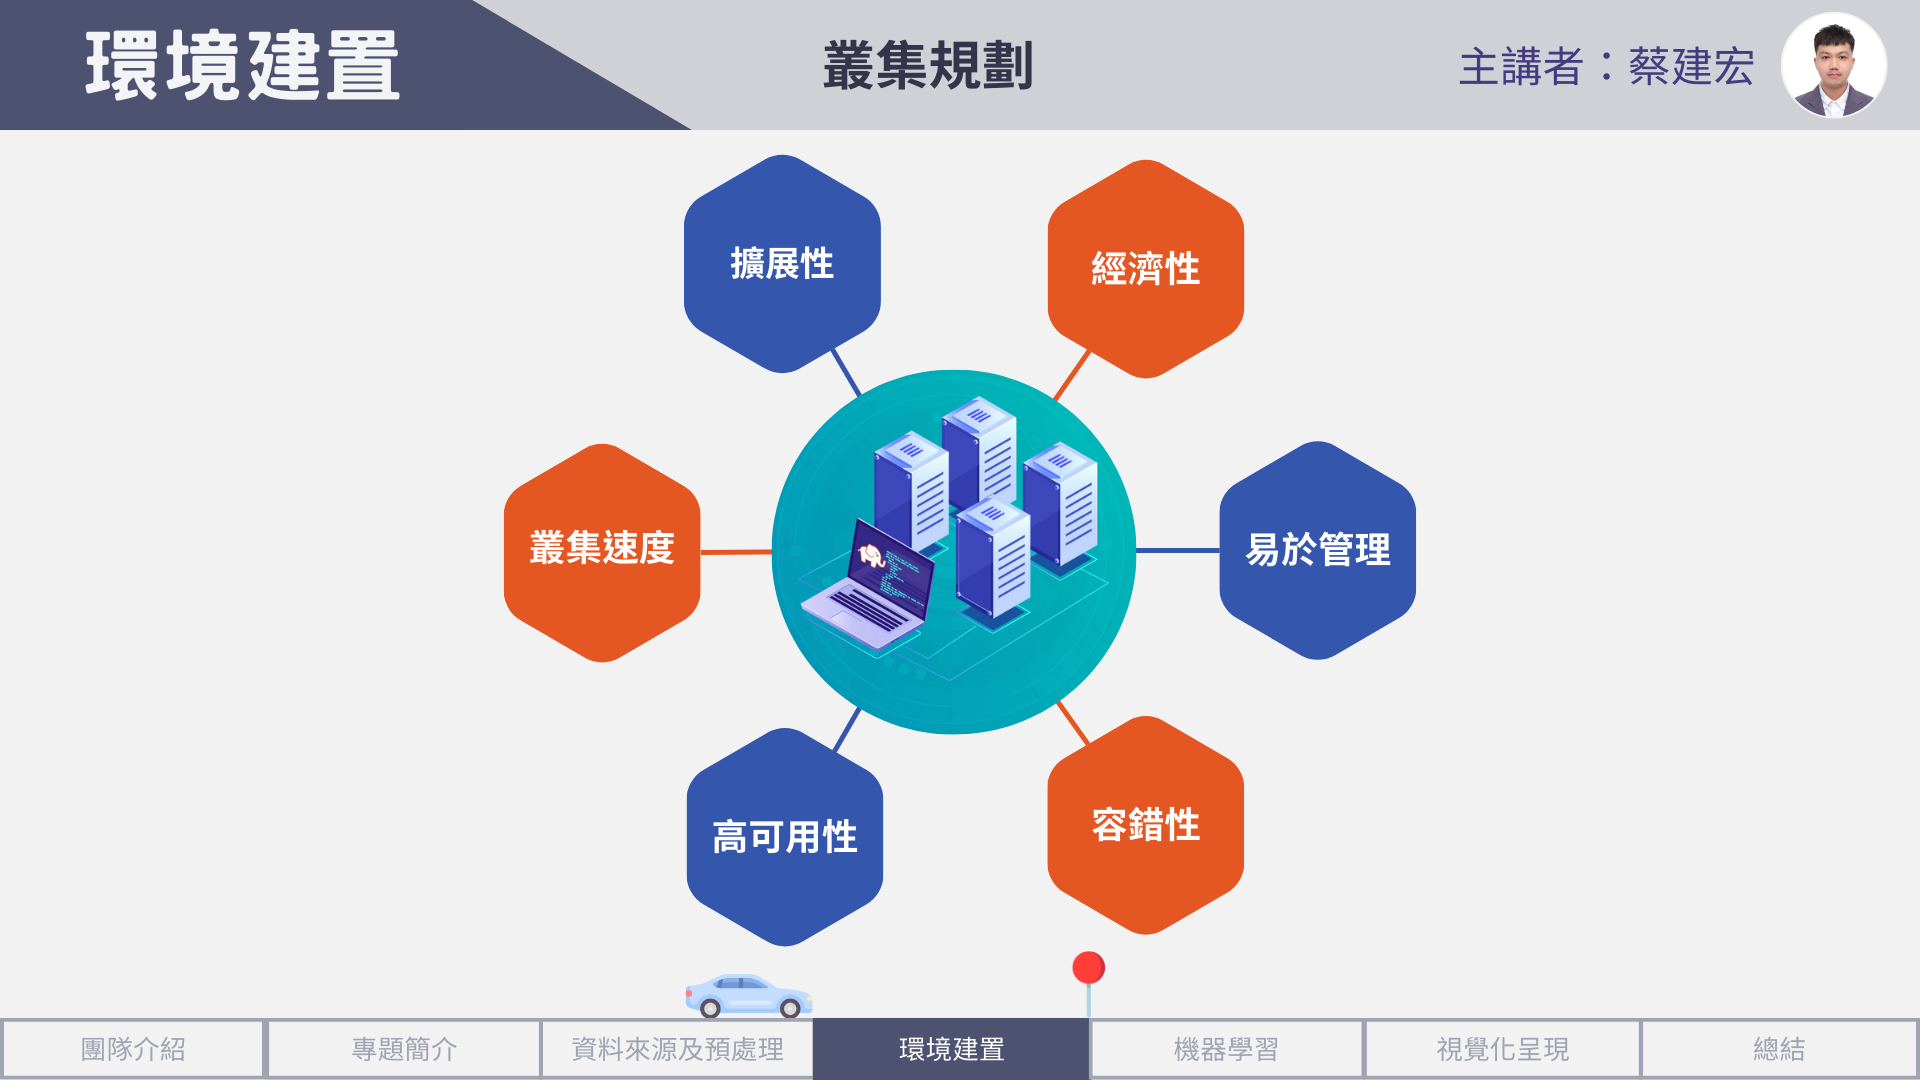 環境建置
叢集規劃
主講者：蔡建宏
擴展性
經濟性
叢集速度
易於管理
高可用性
容錯性
團隊介紹
專題簡介
資料來源及預處理
環境建置
機器學習
視覺化呈現
總結